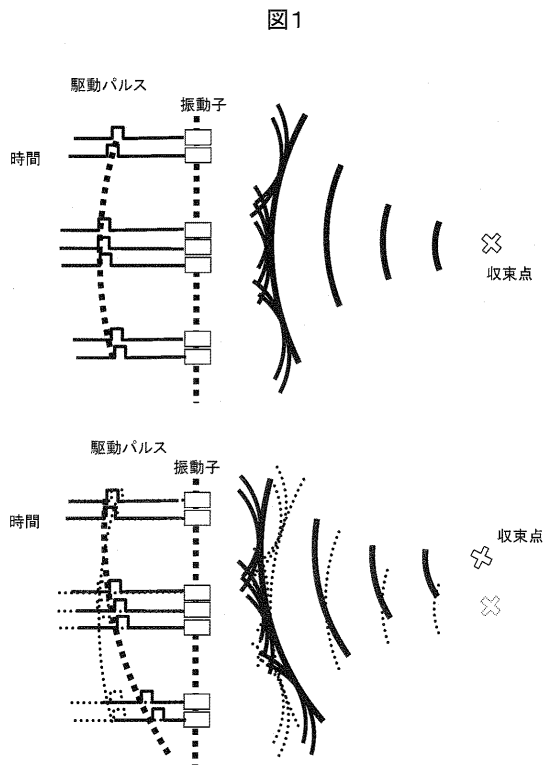 図1
駆動パルス
振動子
時間
収束点
駆動パルス
振動子
時間
収束点